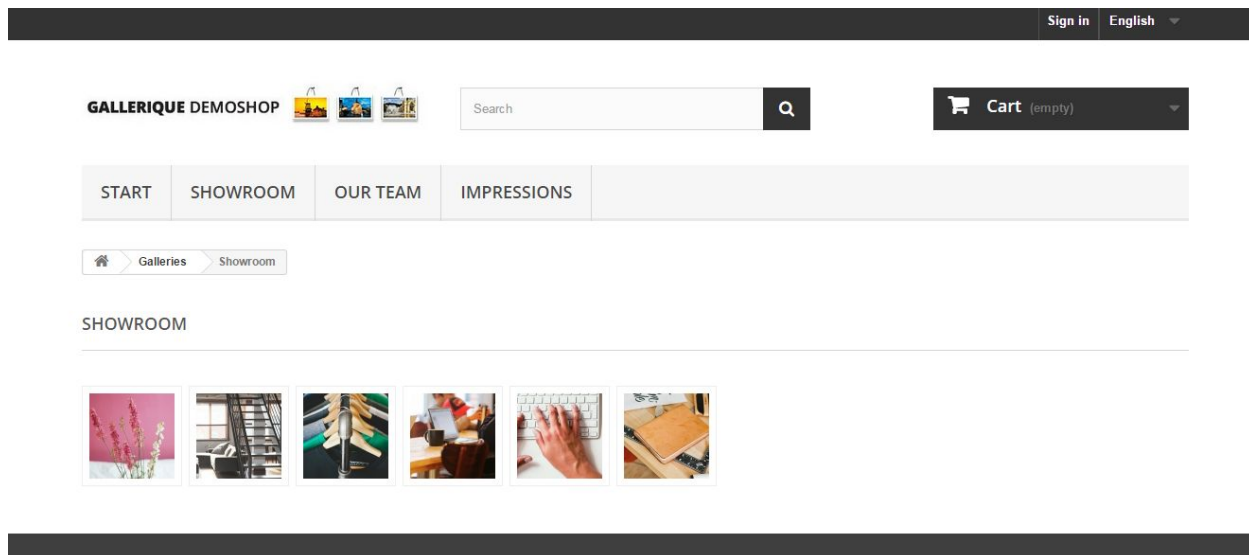 Sign in English
GALLERIQUE DEMOSHOP
Search
Cart (empty)
START SHOWROOM OUR TEAM IMPRESSIONS
Galleries Showroom
SHOWROOM